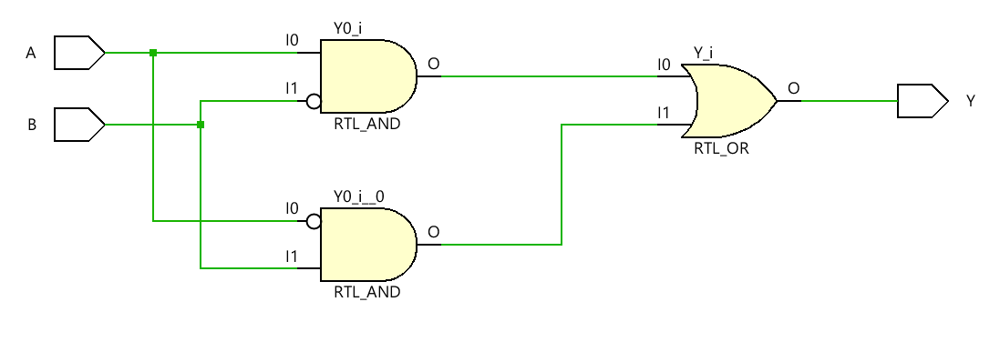 A
B
I0
I1
Y0_i
O
RTL_AND
I0
I1
Y0_i__0
O
RTL_AND
I0
I1
Y_i
O
RTL_OR
Y